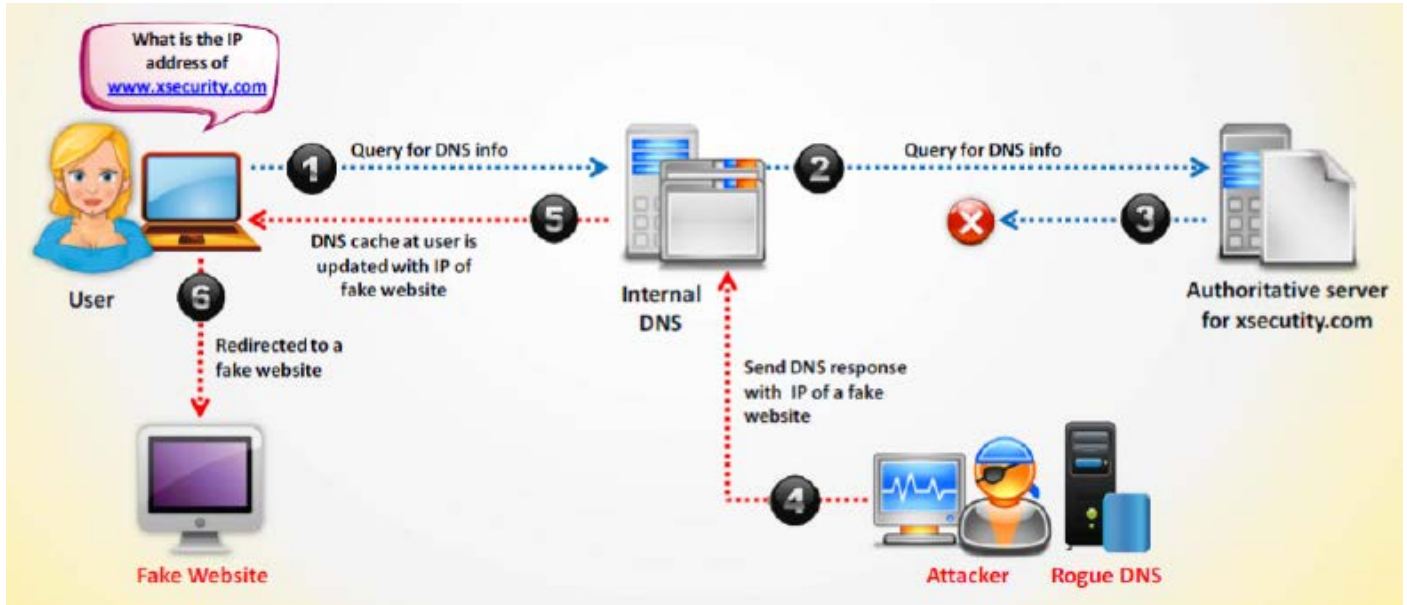 What is the IP
address of
www.xsecurity.com
1
Query for DNS info
2
Query for DNS info
5
3
DNS cache at user is
updated with IP of
fake website
User
6
Internal
DNS
Authoritative server
for xsecutity.com
Redirected to a
fake website
Send DNS response
with IP of a fake
website
4
Fake Website
Attacker
Rogue DNS